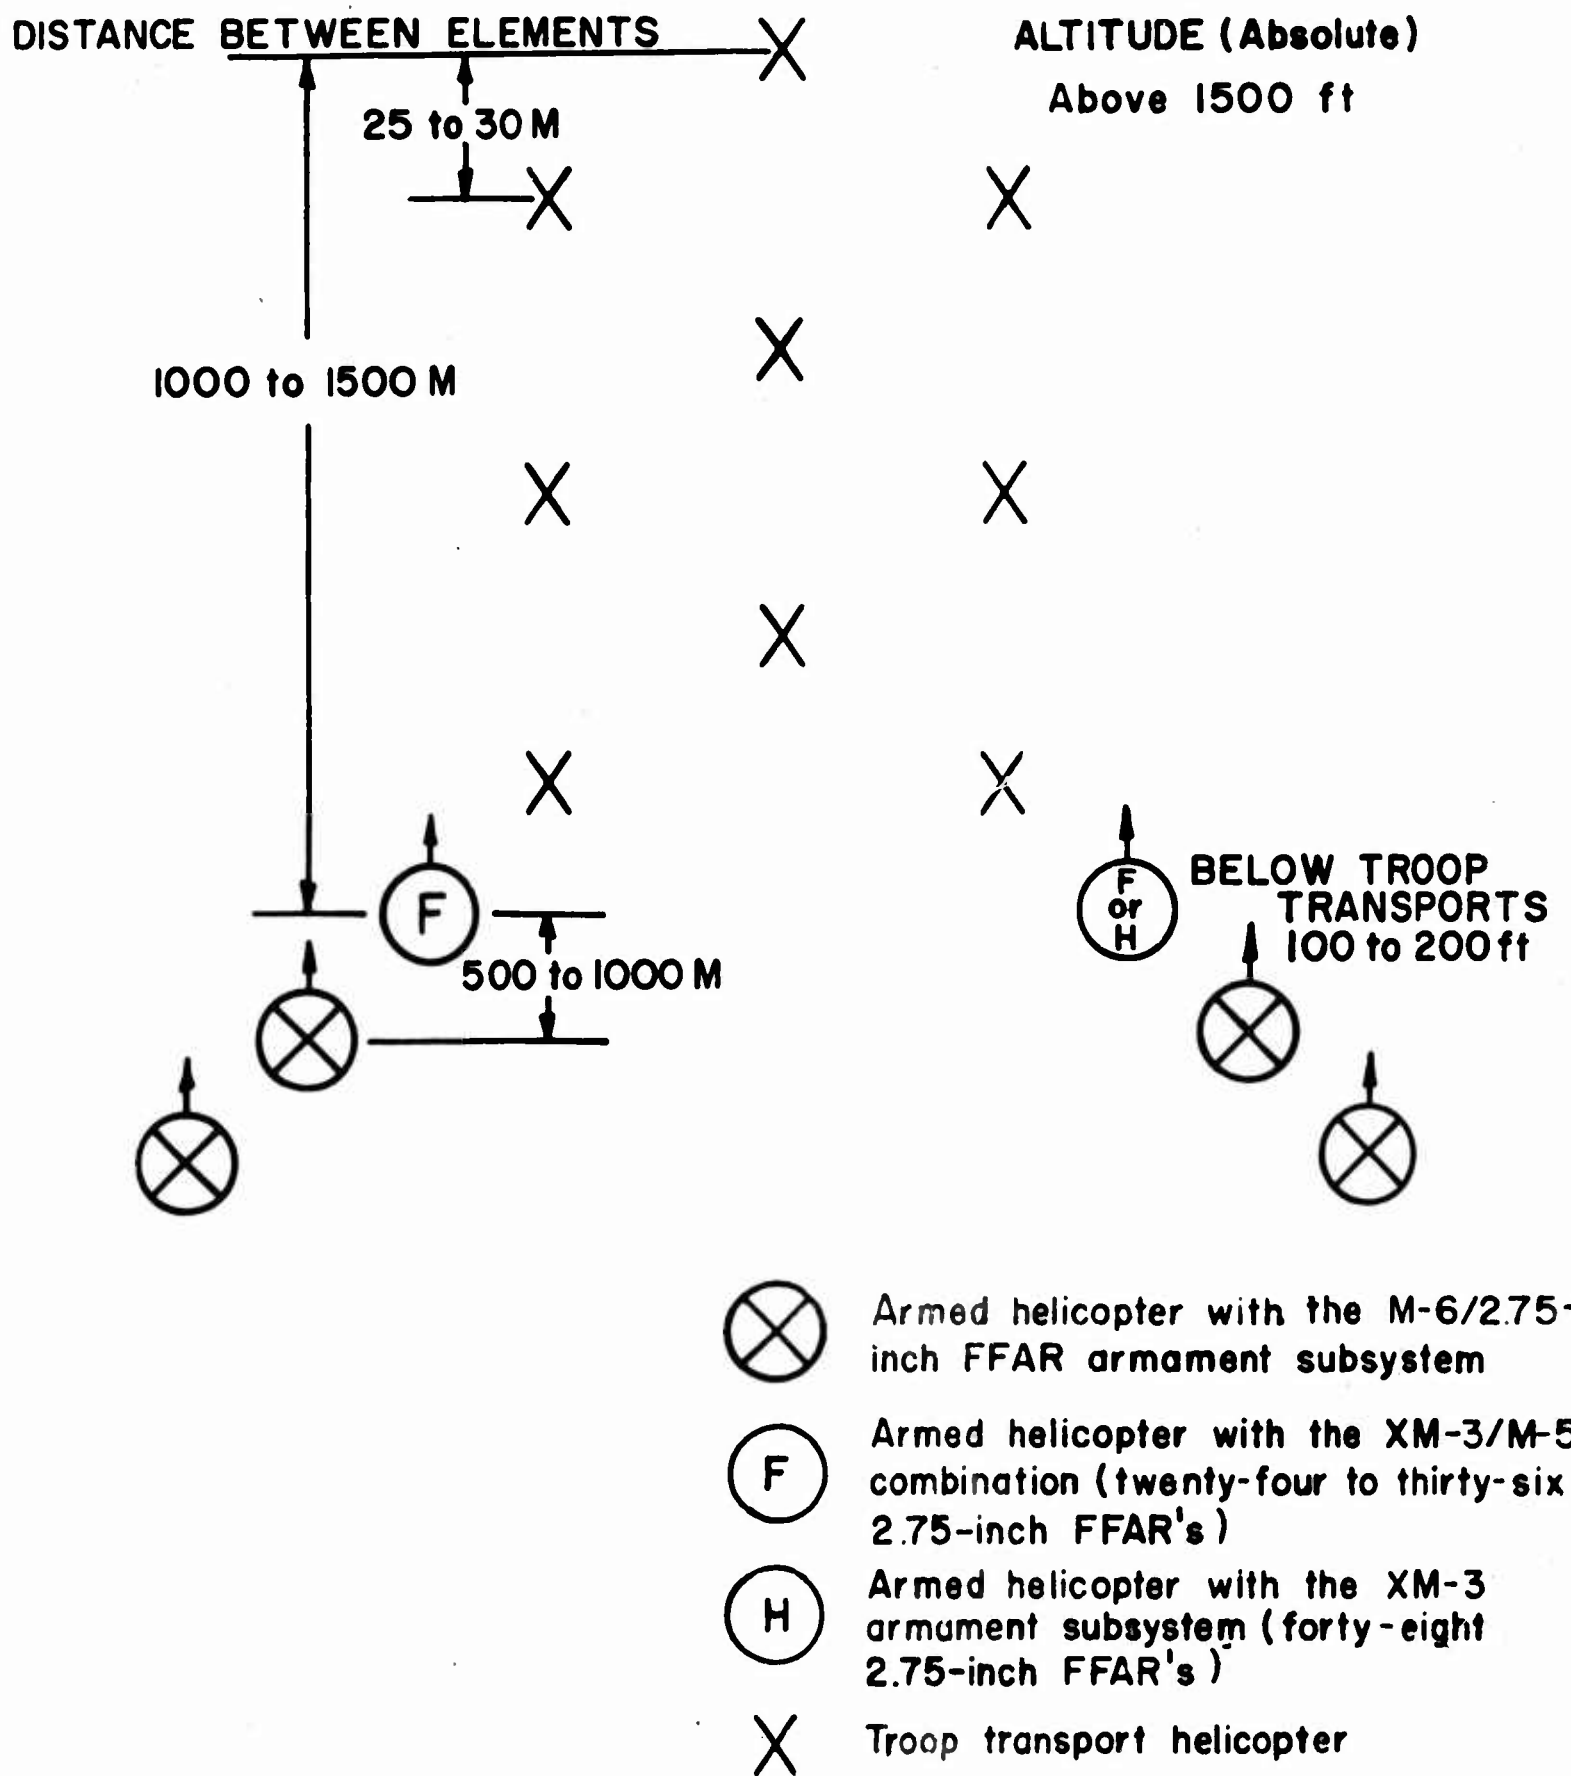 DISTANCE BETWEEN ELEMENTS
ALTITUDE (Absolute)
Above 1500 ft
25 to 30 M
1000 to 1500 M
F
F
or
H
BELOW TROOP
TRANSPORTS
100 to 200 ft
500 to 1000 M
Armed helicopter with the M-6/2.75-
inch FFAR armament subsystem
F
Armed helicopter with the XM-3/M-5
combination (twenty-four to thirty-six
2.75-inch FFAR's)
H
Armed helicopter with the XM-3
armament subsystem (forty-eight
2.75-inch FFAR's)
Troop transport helicopter